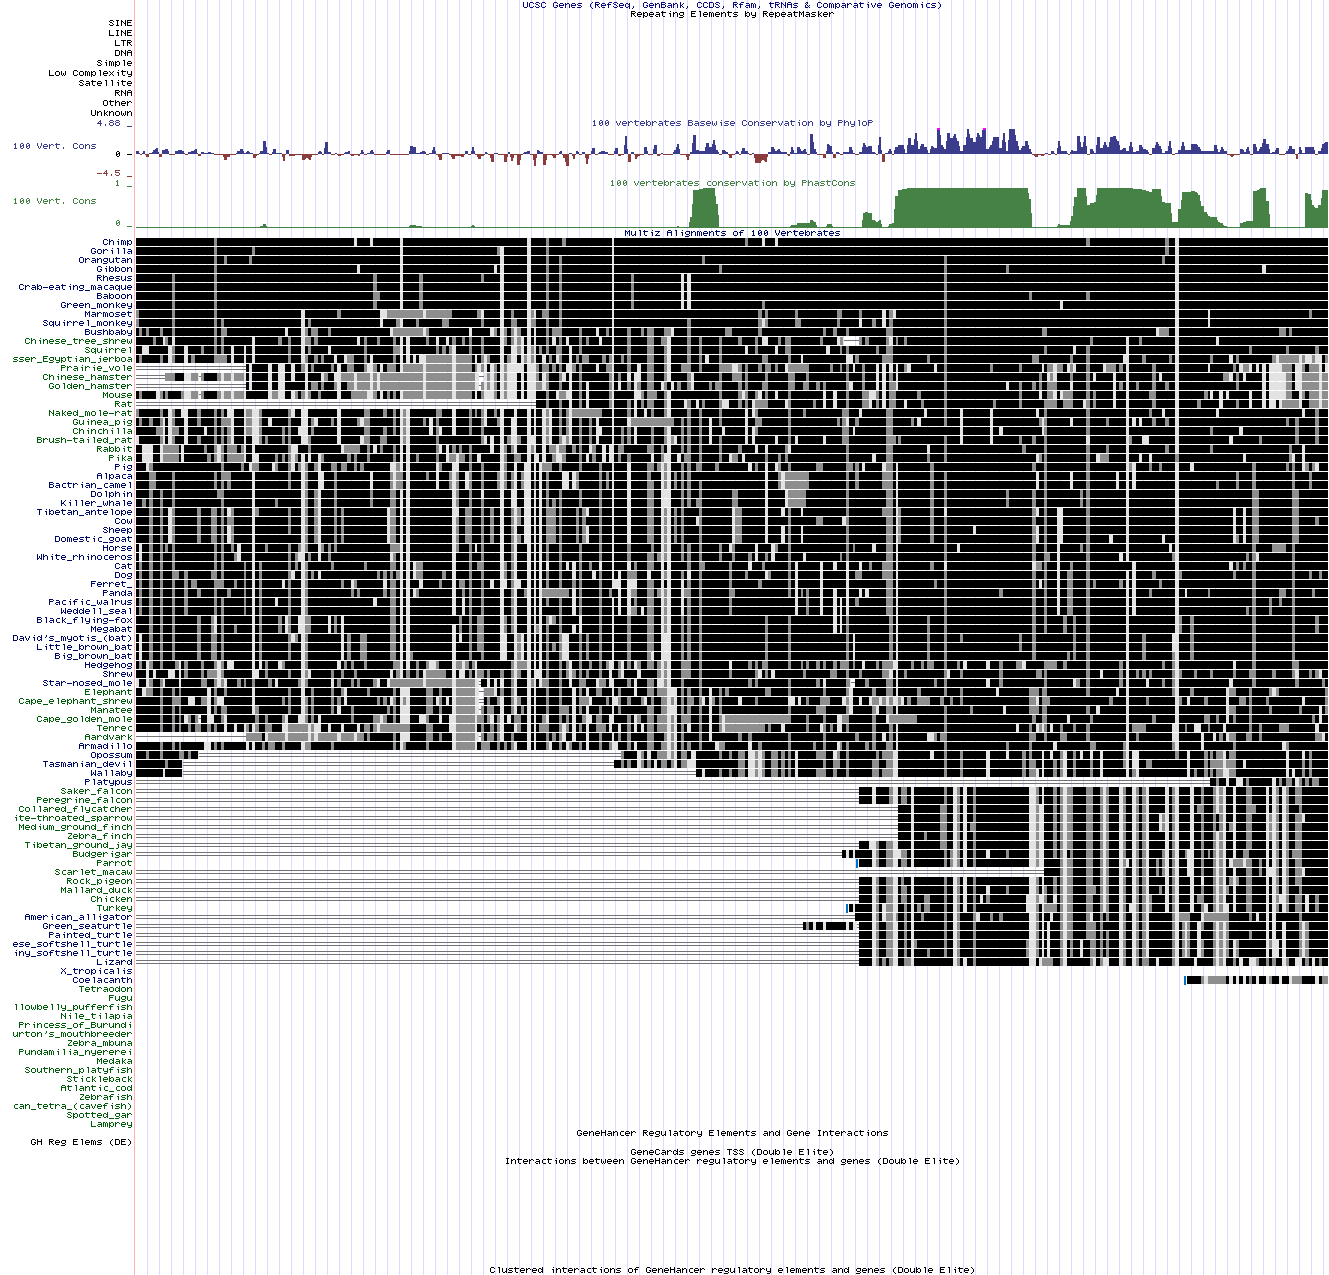 UCSC Genes (RefSeq, GenBank, CCDS, Rfam, tRNAs & Comparative Genomics)
Repeating Elements by RepeatMasker
SINE
LINE
LTR
DNA
Simple
Low Complexity
Satellite
RNA
Other
Unknown
4.88 _
100 vertebrates Basewise Conservation by PhyloP
100 Vert. Cons
0 _
-4.5 _
1 _
100 vertebrates conservation by PhastCons
100 Vert. Cons
0 _
Multiz Alignments of 100 Vertebrates
Chimp
Gorilla
Orangutan
Gibbon
Rhesus
Crab-eating_macaque
Baboon
Green_monkey
Marmoset
Squirrel_monkey
Bushbaby
Chinese_tree_shrew
Squirrel
sser_Egyptian_jerboa
Prairie_vole
Chinese_hamster
Golden_hamster
Mouse
Rat
Naked_mole-rat
Guinea_pig
Chinchilla
Brush-tailed_rat
Rabbit
Pika
Pig
Alpaca
Bactrian_camel
Dolphin
Killer_whale
Tibetan_antelope
Cow
Sheep
Domestic_goat
Horse
White_rhinoceros
Cat
Dog
Ferret_
Panda
Pacific_walrus
Weddell_seal
Black_flying-fox
Megabat
David's_myotis_(bat)
Little_brown_bat
Big_brown_bat
Hedgehog
Shrew
Star-nosed_mole
Elephant
Cape_elephant_shrew
Manatee
Cape_golden_mole
Tenrec
Aardvark
Armadillo
Opossum
Tasmanian_devil
Wallaby
Platypus
Saker_falcon
Peregrine_falcon
Collared_flycatcher
ite-throated_sparrow
Medium_ground_finch
Zebra_finch
Tibetan_ground_jay
Budgerigar
Parrot
Scarlet_macaw
Rock_pigeon
Mallard_duck
Chicken
Turkey
American_alligator
Green_seaturtle
Painted_turtle
ese_softshell_turtle
iny_softshell_turtle
Lizard
X_tropicalis
Coelacanth
Tetraodon
Fugu
llowbelly_pufferfish
Nile_tilapia
Princess_of_Burundi
urton's_mouthbreeder
Zebra_mbuna
Pundamilia_nyererei
Medaka
Southern_platyfish
Stickleback
Atlantic_cod
Zebrafish
can_tetra_(cavefish)
Spotted_gar
Lamprey
GeneHancer Regulatory Elements and Gene Interactions
GH Reg Elems (DE)
GeneCards genes TSS (Double Elite)
Interactions between GeneHancer regulatory elements and genes (Double Elite)
Clustered interactions of GeneHancer regulatory elements and genes (Double Elite)